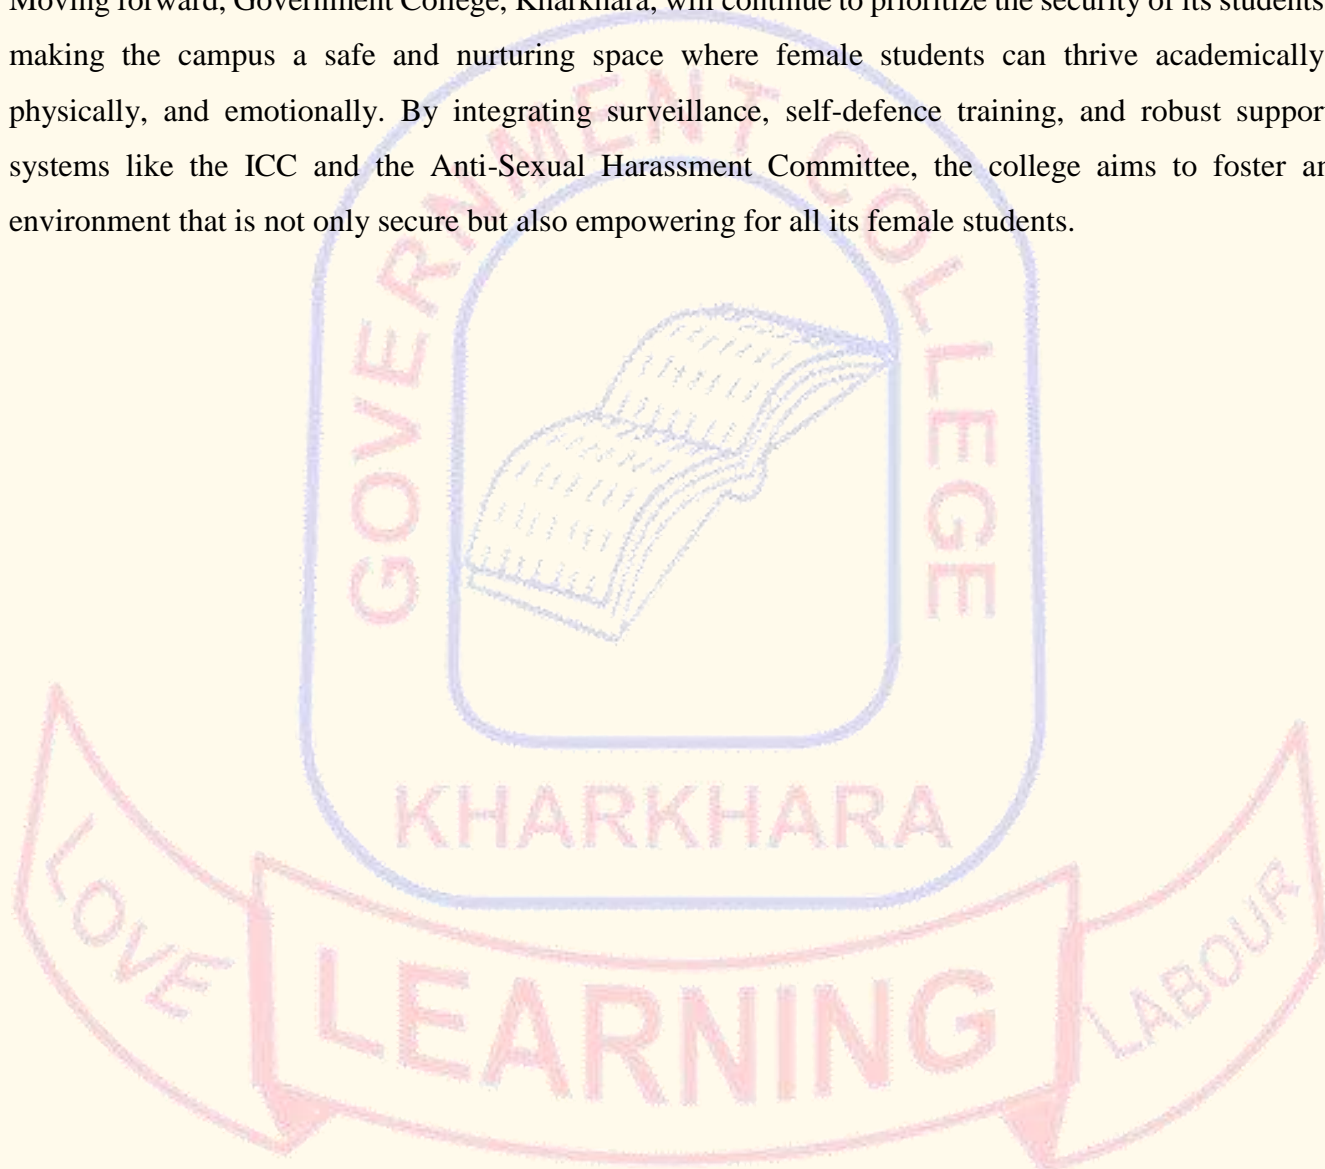 Moving forward, Government College, Kharkhara, will continue to prioritize the security of its students
making the campus a safe and nurturing space where female students can thrive academically
physically, and emotionally. By integrating surveillance, self-defence training, and robust suppor
systems like the ICC and the Anti-Sexual Harassment Committee, the college aims to foster an
environment that is not only secure but also empowering for all its female students.
GOVERNMENT COLLEGE
KHARKHARA
LOVE
LEARNING
LABOUR